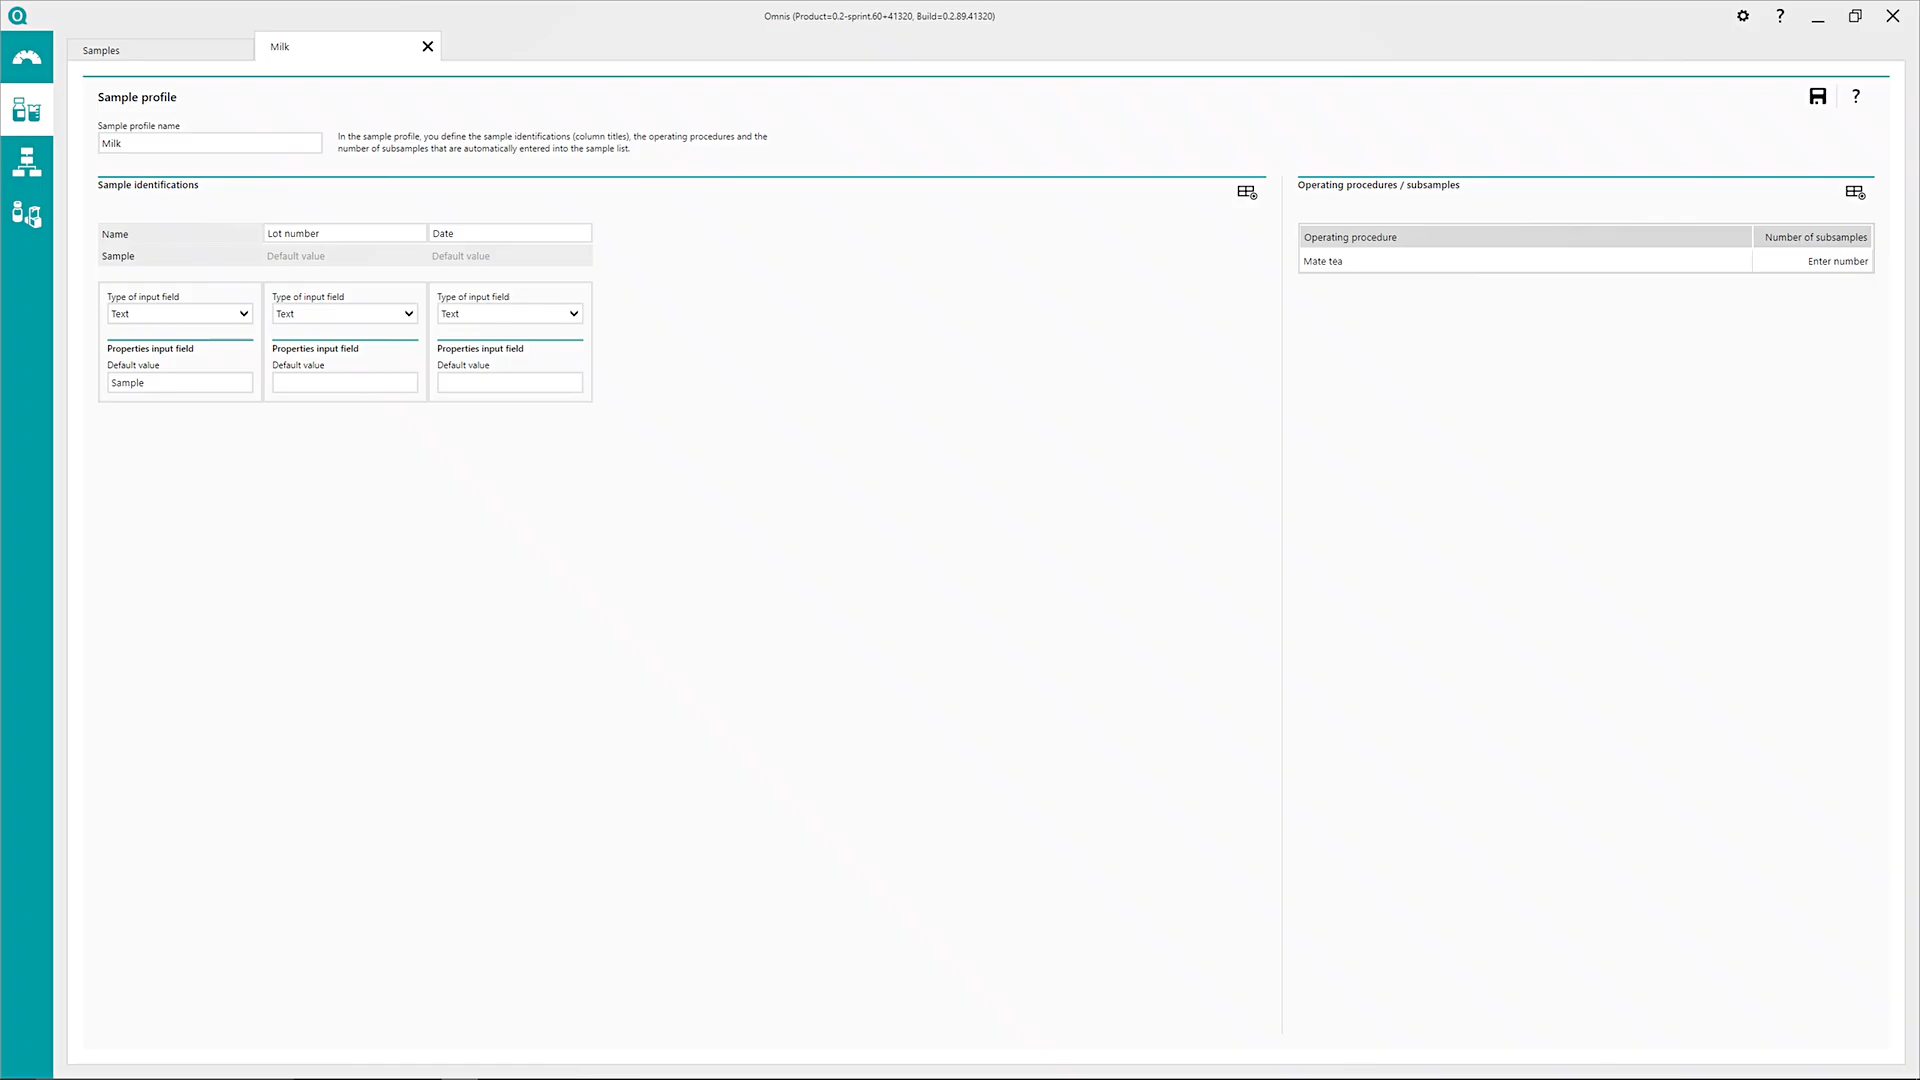 Omnis (Product=0.2-sprint.60+41320, Build=0.2.89.41320)
?
Samples
Milk
Sample profile
?
Sample profile name
Milk
In the sample profile, you define the sample identifications (column titles), the operating procedures and the
number of subsamples that are automatically entered into the sample list.
Sample identifications
Name Lot number Date
Sample Default value Default value
Type of input field Type of input field Type of input field
Text Text Text
Properties input field Properties input field Properties input field
Default value Default value Default value
Sample
Operating procedures / subsamples
Operating procedure Number of subsamples
Mate tea Enter number